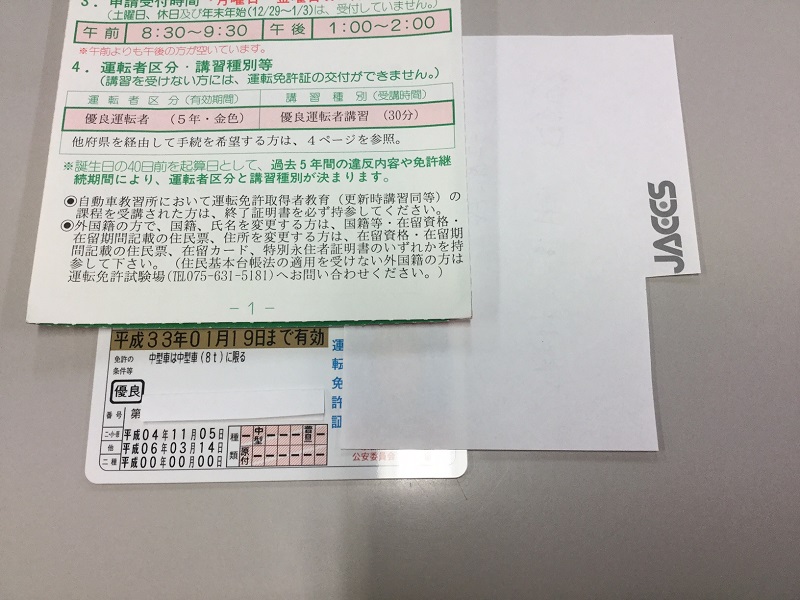 3．申請受付時間
（土曜日、休日及び年末年始(12/29～1/3)は、受付していません。）
午前 8:30～9:30 午後 1:00～2:00
※午前よりも午後の方が空いています。
4．運転者区分・講習種別等
（講習を受けない方には、運転免許証の交付ができません。）
運転者区分（有効期間） 講習種別（受講時間）
優良運転者 （5年・金色） 優良運転者講習（30分）
他府県を経由して手続を希望する方は、4ページを参照。
※誕生日の40日前を起算日として、過去5年間の違反内容や免許継
続期間により、運転者区分と講習種別が決まります。
◉自動車教習所において運転免許取得者教育（更新時講習同等）の
課程を受講された方は、終了証明書を必ず持参してください。
◉外国籍の方で、国籍、氏名を変更する方は、国籍等・在留資格・
在留期間記載の住民票、住所を変更する方は、在留資格・在留期
間記載の住民票、在留カード、特別永住者証明書のいずれかを持
参して下さい。（住民基本台帳法の適用を受けない外国籍の方は
運転免許試験場（℡075-631-5181）へお問い合わせください。）
－1－
JACCS
平成33年01月19日まで有効
免許の
条件等
中型車は中型車(8t)に限る
優良
番号 第
二・小・原 平成04年11月05日
他 平成06年03月14日
二種 平成00年00月00日
種類
中型
普自二
原付
運転免許証
公安委員会